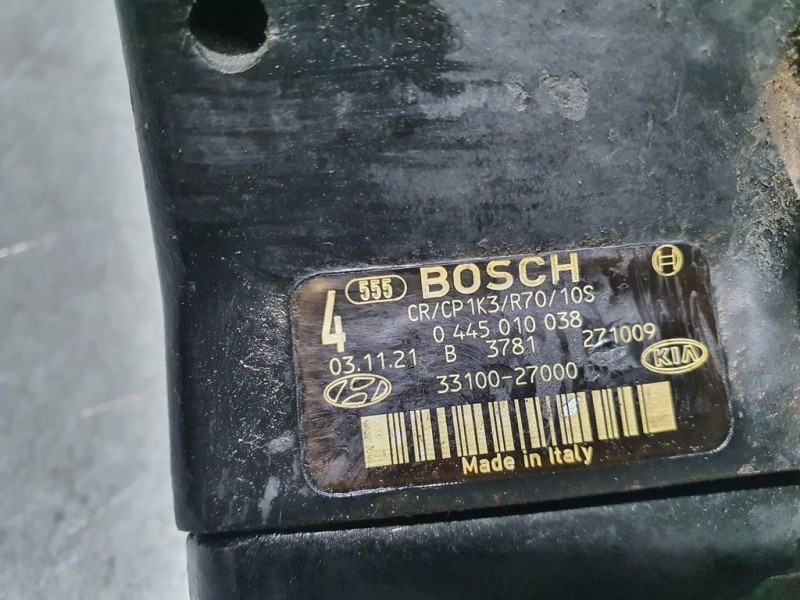 4 555 BOSCH
CR/CP1K3/R70/10S
0 445 010 038
03.11.21 B 3781 271009
33100-27000 KIA
Made in Italy